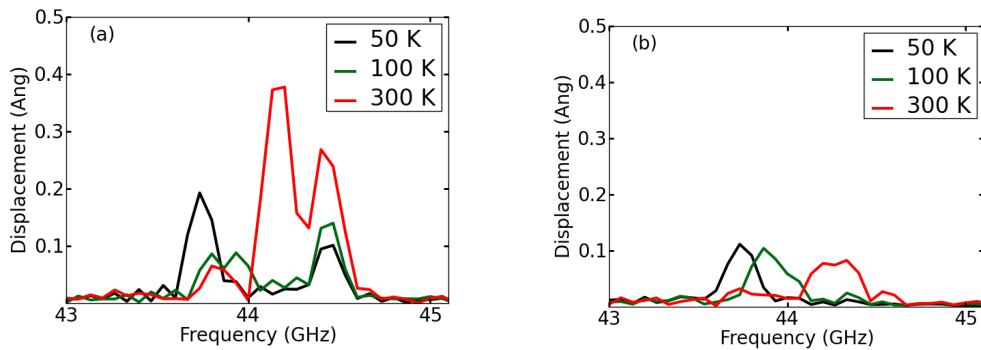 (a)
50 K
100 K
300 K
0.5
0.4
0.3
0.2
0.1
43
44
45
Displacement (Ang)
Frequency (GHz)
(b)
50 K
100 K
300 K
0.5
0.4
0.3
0.2
0.1
0.0
43
44
45
Displacement (Ang)
Frequency (GHz)